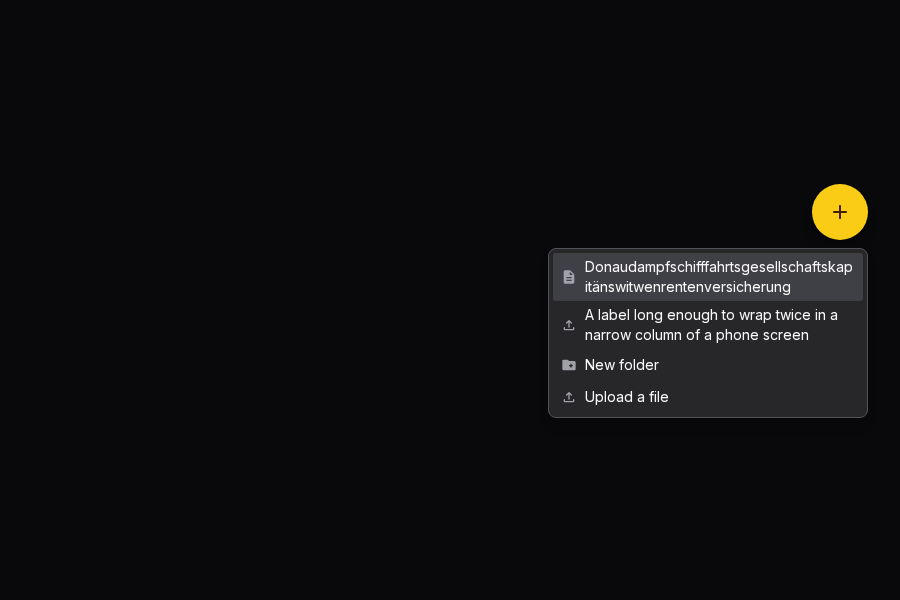 Donaudampfschifffahrtsgesellschaftskap
itänswitwenrentenversicherung
A label long enough to wrap twice in a
narrow column of a phone screen
New folder
Upload a file